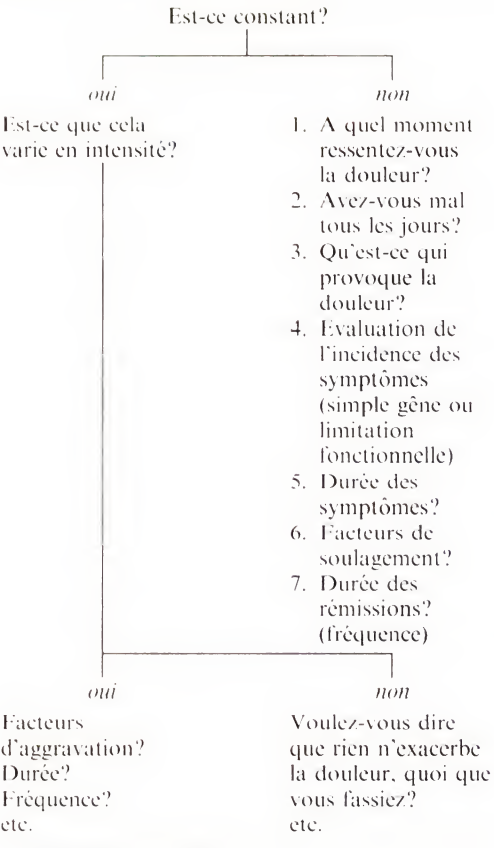 Est-ce constant?
oui
Est-ce que cela
varie en intensité?
non
1. A quel moment
ressentez-vous
la douleur?
2. Avez-vous mal
tous les jours?
3. Qu'est-ce qui
provoque la
douleur?
4. Evaluation de
l'incidence des
symptômes
(simple gêne ou
limitation
fonctionnelle)
5. Durée des
symptômes?
6. Facteurs de
soulagement?
7. Durée des
rémissions?
(fréquence)
oui
Facteurs
d'aggravation?
Durée?
Fréquence?
etc.
non
Voulez-vous dire
que rien n'exacerbe
la douleur, quoi que
vous fassiez?
etc.